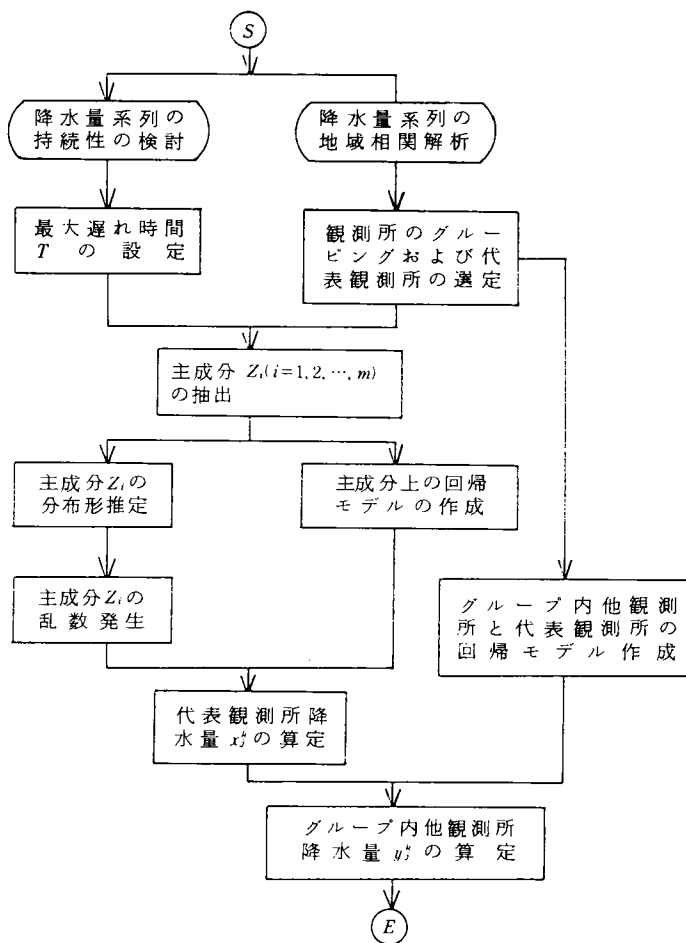 S
降水量系列の
持続性の検討
降水量系列の
地域相関解析
最大遅れ時間
Tの設定
観測所のグルー
ピングおよび代
表観測所の選定
主成分 Zᵢ(i=1,2,…,m)
の抽出
主成分Zᵢの
分布形推定
主成分上の回帰
モデルの作成
主成分Zᵢの
乱数発生
グループ内他観測
所と代表観測所の
回帰モデル作成
代表観測所降
水量 xⱼᵏの算定
グループ内他観測所
降水量 yⱼᵏの算定
E